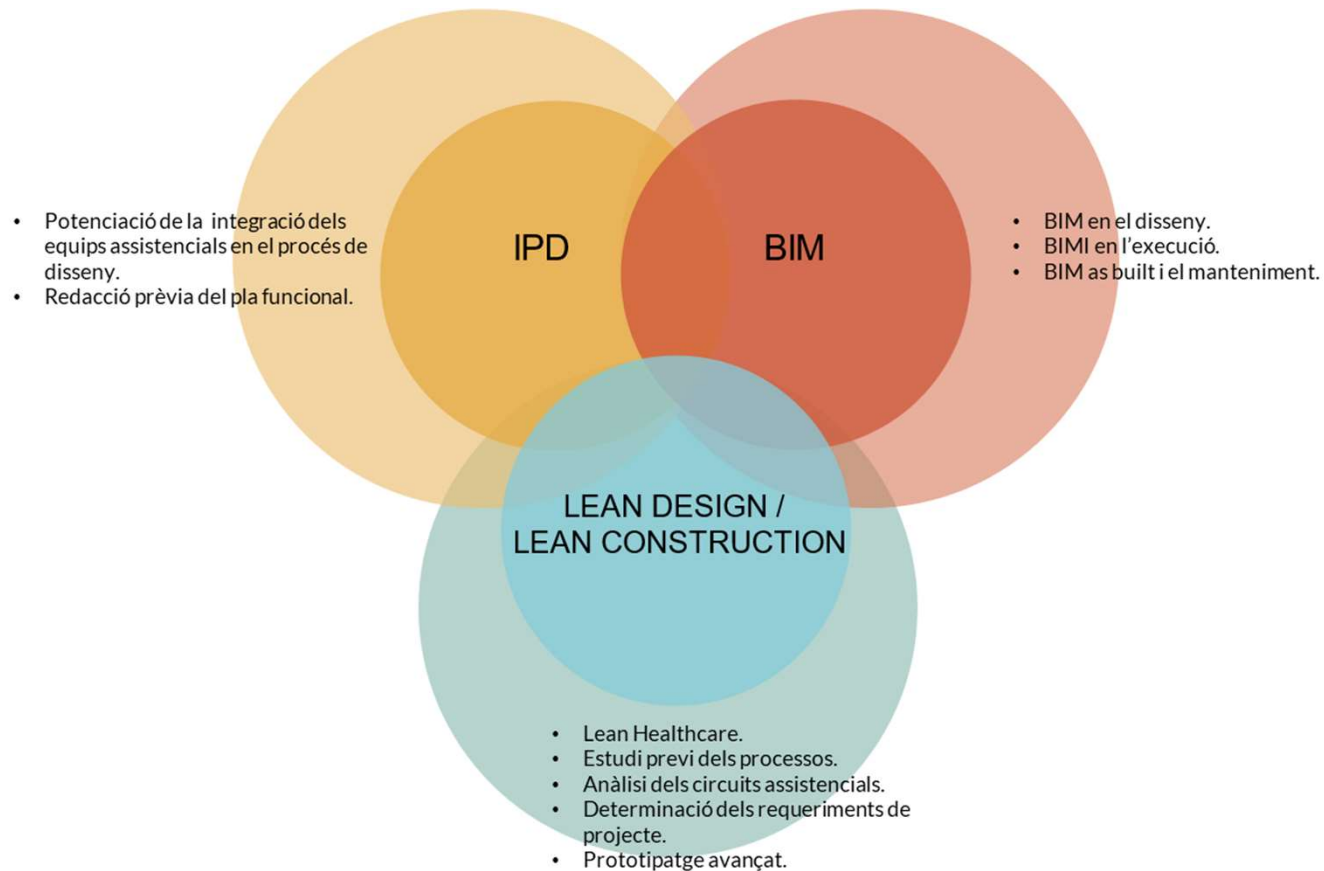 • Potenciació de la integració dels
equips assistencials en el procés de
disseny.
• Redacció prèvia del pla funcional.
IPD
BIM
• BIM en el disseny.
• BIMI en l’execució.
• BIM as built i el manteniment.
LEAN DESIGN /
LEAN CONSTRUCTION
• Lean Healthcare.
• Estudi previ dels processos.
• Anàlisi dels circuits assistencials.
• Determinació dels requeriments de
projecte.
• Prototipatge avançat.